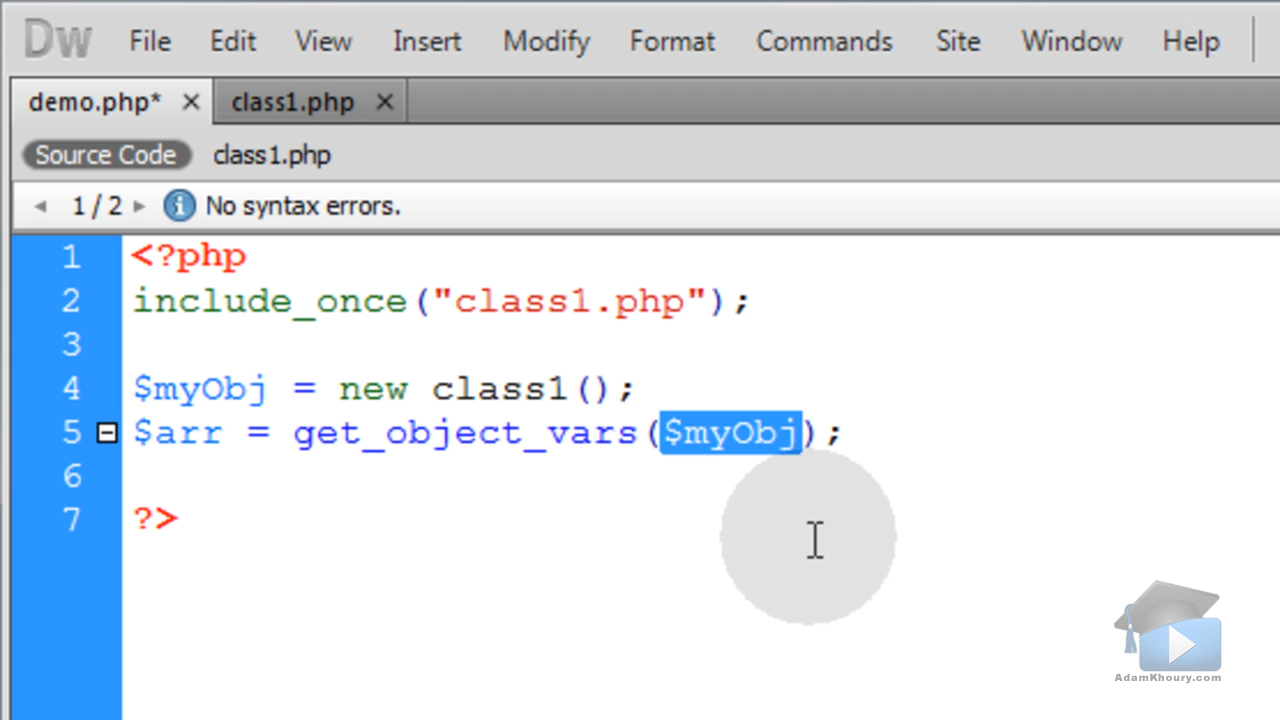 Dw File Edit View Insert Modify Format Commands Site Window Help
demo.php* class1.php
Source Code class1.php
1 / 2 No syntax errors.
1 <?php
2 include_once("class1.php");
3
4 $myObj = new class1();
5 $arr = get_object_vars($myObj);
6
7 ?>
AdamKhoury.com